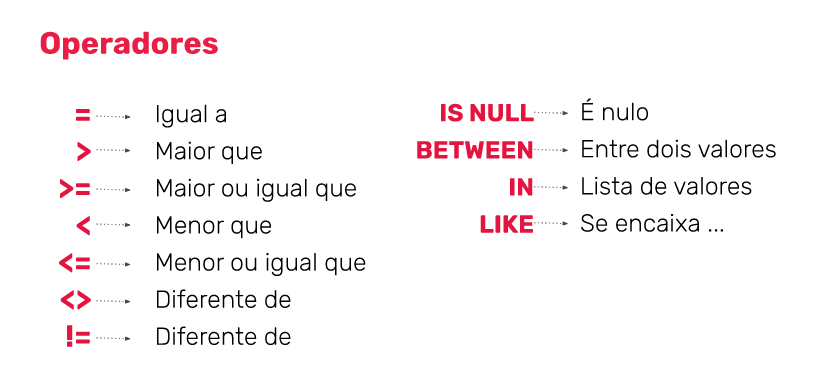 Operadores
= Igual a
> Maior que
>= Maior ou igual que
< Menor que
<= Menor ou igual que
<> Diferente de
!= Diferente de
IS NULL É nulo
BETWEEN Entre dois valores
IN Lista de valores
LIKE Se encaixa ...